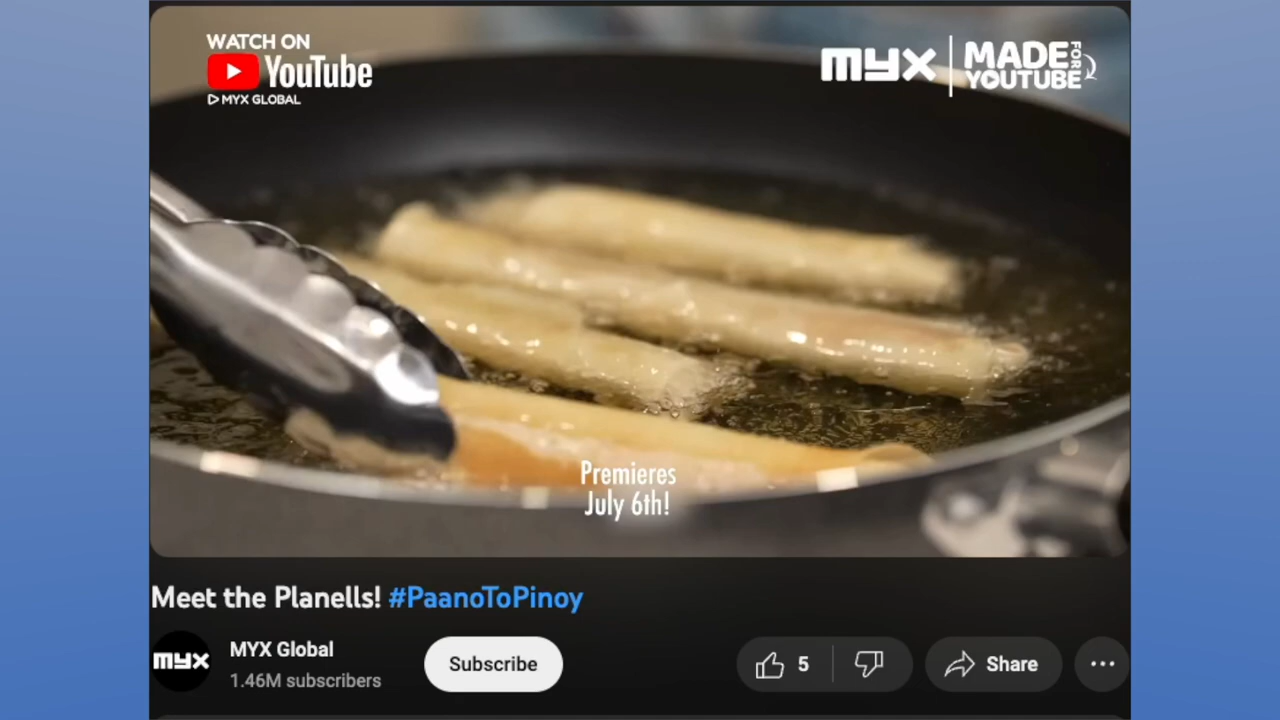 WATCH ON
YouTube
MYX GLOBAL
myx MADE FOR YOUTUBE
Premieres
July 6th!
Meet the Planells! #PaanoToPinoy
myx
MYX Global
1.46M subscribers
Subscribe
5
Share